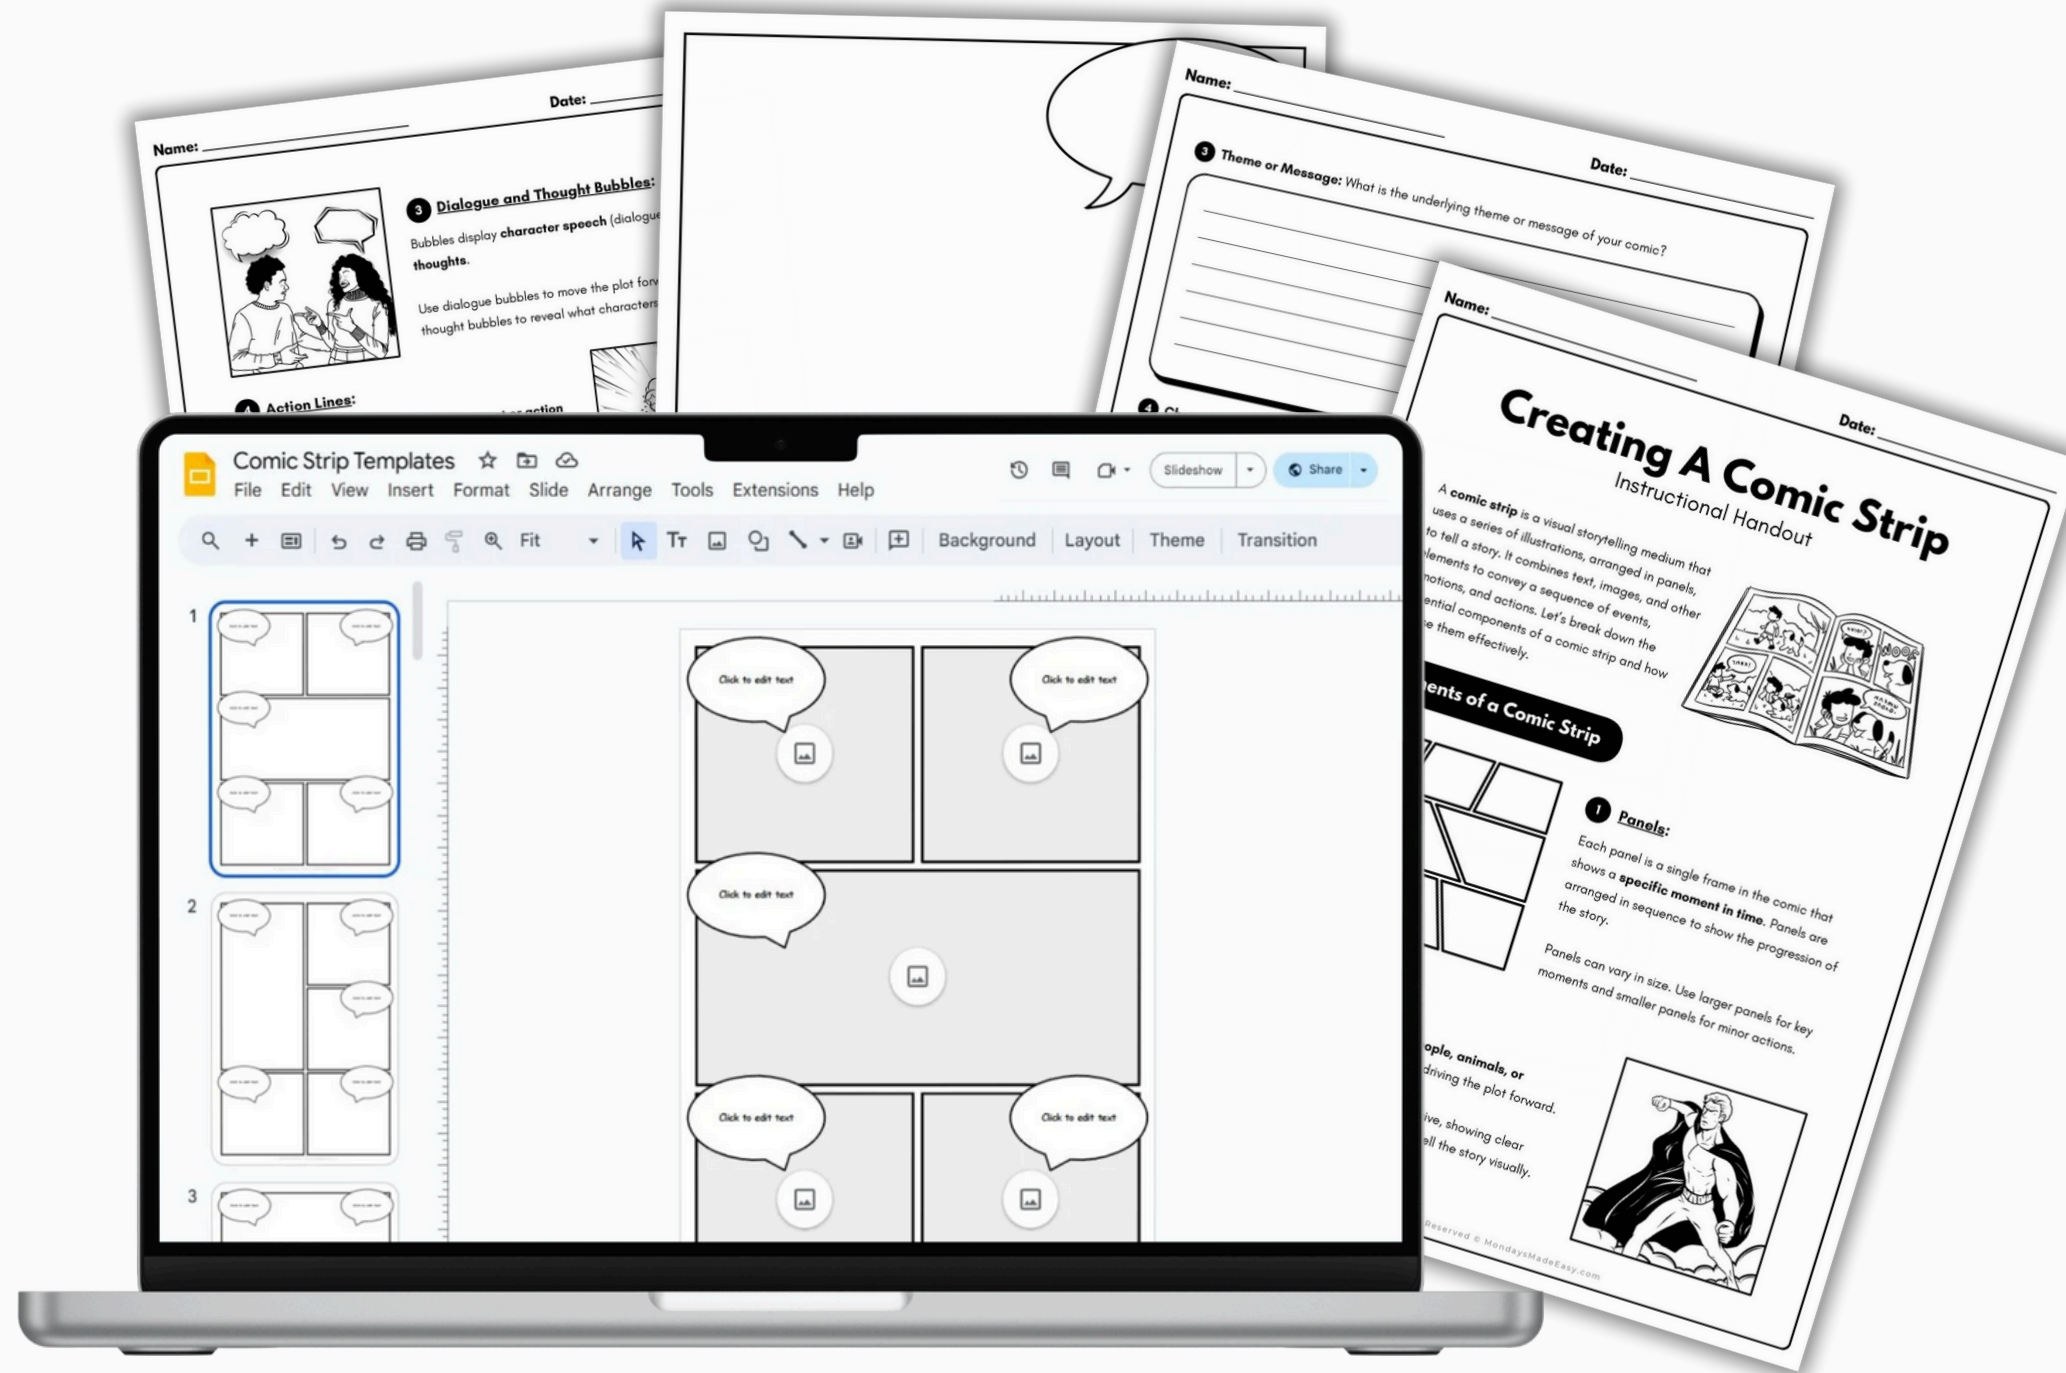 Name:
Date:
3 Dialogue and Thought Bubbles:
Bubbles display character speech (dialogue
thoughts.
Use dialogue bubbles to move the plot
thought bubbles to reveal what characters
Action Lines:
action
Name:
Date:
3 Theme or Message: What is the underlying theme or message of your comic?
4
Name:
Date:
Creating A Comic Strip
Instructional Handout
A comic strip is a visual storytelling medium that
uses a series of illustrations, arranged in panels,
to tell a story. It combines text, images, and other
elements to convey a sequence of events,
and actions. Let's break down the
components of a comic strip and how
them effectively.
of a Comic Strip
1 Panels:
Each panel is a single frame in the comic that
shows a specific moment in time. Panels are
arranged in sequence to show the progression of
the story.
Panels can vary in size. Use larger panels for key
moments and smaller panels for minor actions.
animals, or
driving the plot forward.
showing clear
the story visually.
Reserved © MondaysMadeEasy.com
Comic Strip Templates
File Edit View Insert Format Slide Arrange Tools Extensions Help
Slideshow
Share
Fit
Background Layout Theme Transition
1
2
3
Click to edit text
Click to edit text
Click to edit text
Click to edit text
Click to edit text